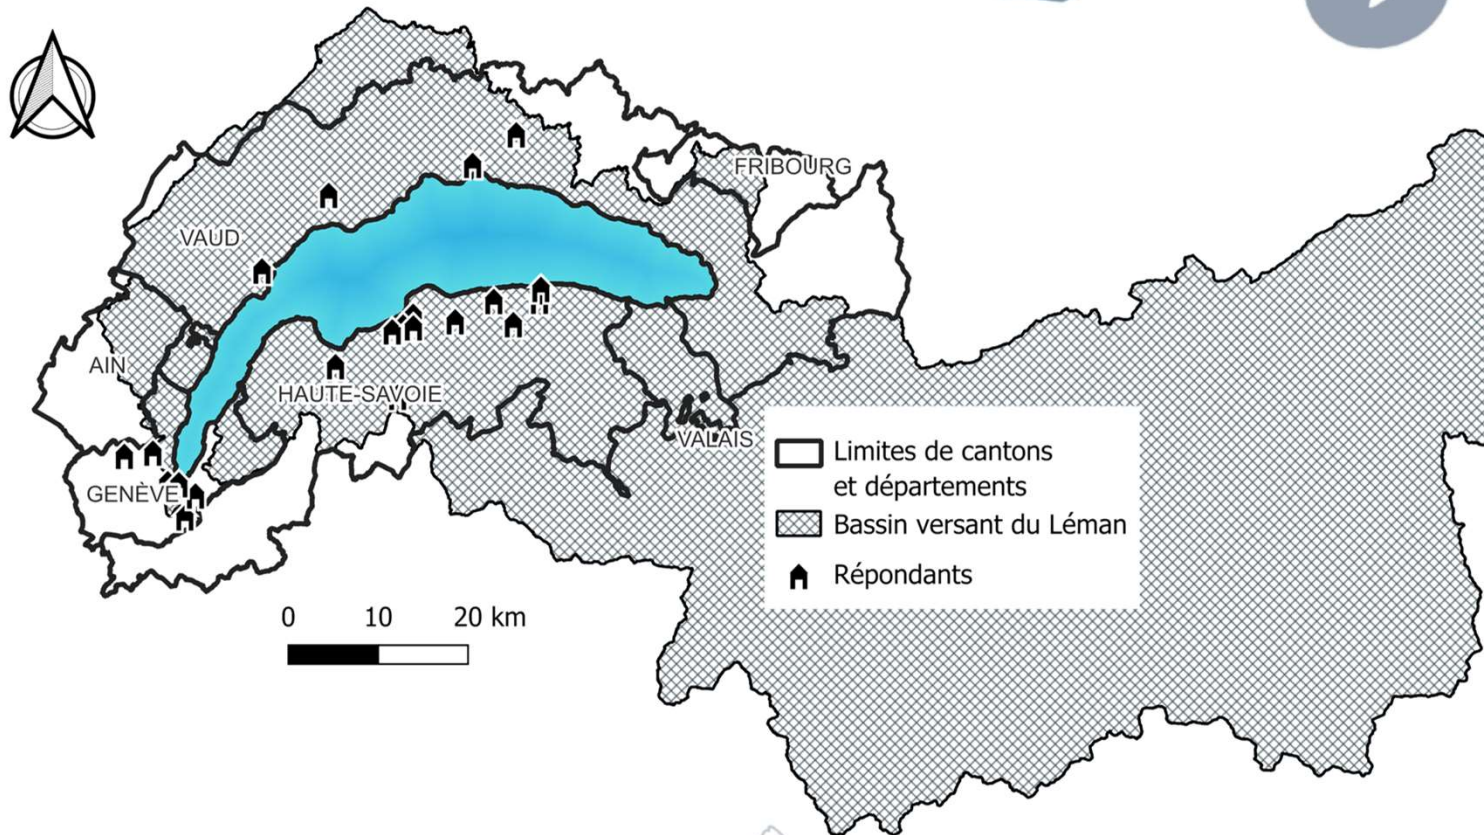 FRIBOURG
VAUD
AIN
HAUTE-SAVOIE
VALAIS
GENÈVE
Limites de cantons
et départements
Bassin versant du Léman
Répondants
0 10 20 km